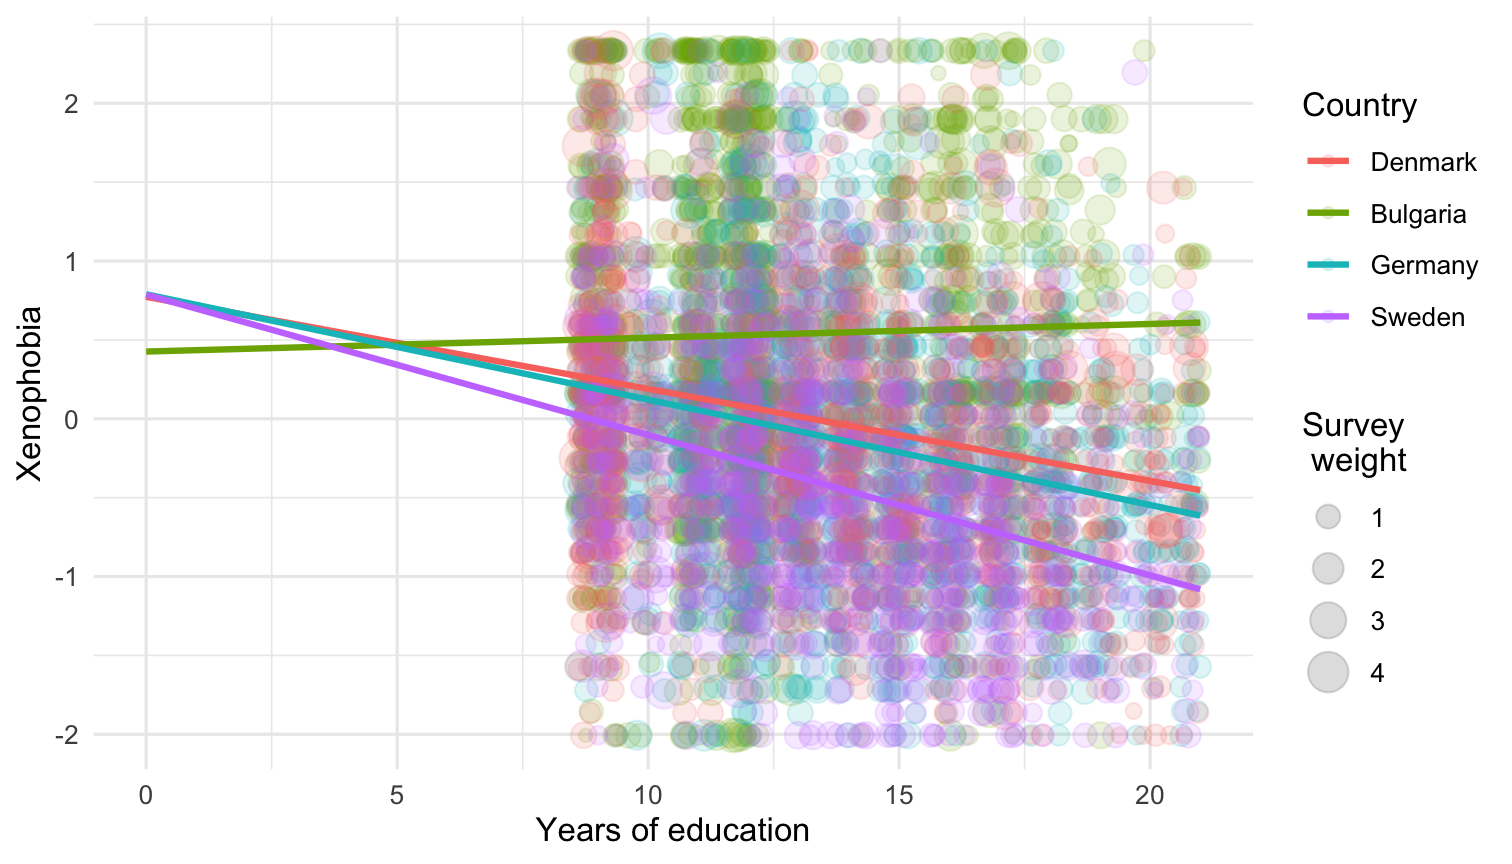 Xenophobia
2
1
0
-1
-2
0
5
10
15
20
Years of education
Country
Denmark
Bulgaria
Germany
Sweden
Survey
weight
1
2
3
4